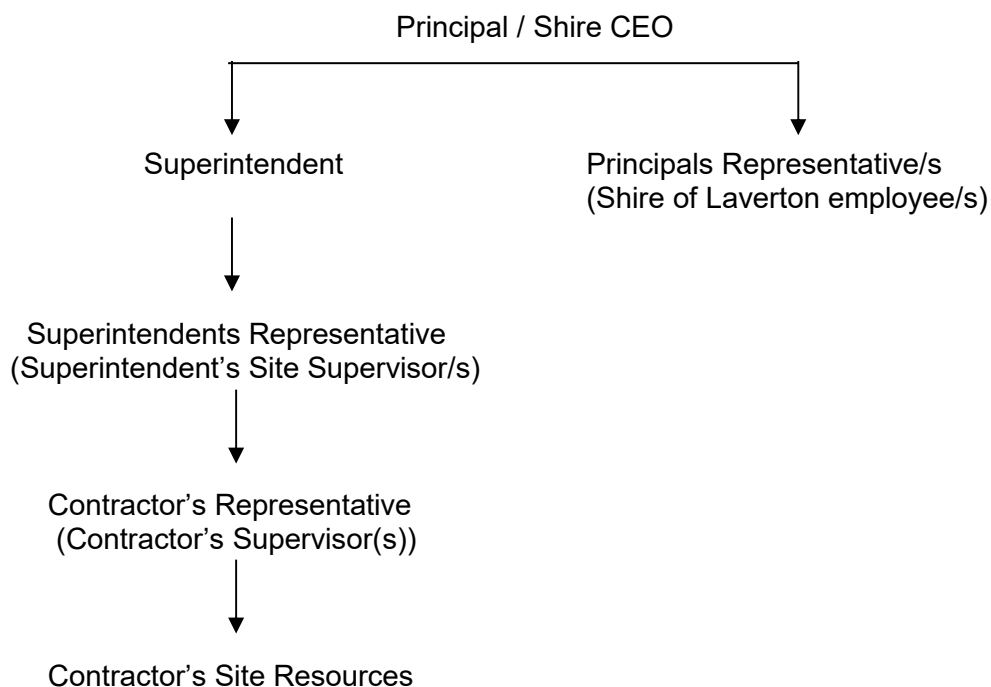 Principal / Shire CEO
Superintendent
Principals Representative/s
(Shire of Laverton employee/s)
Superintendents Representative
(Superintendent’s Site Supervisor/s)
Contractor’s Representative
(Contractor’s Supervisor(s))
Contractor’s Site Resources